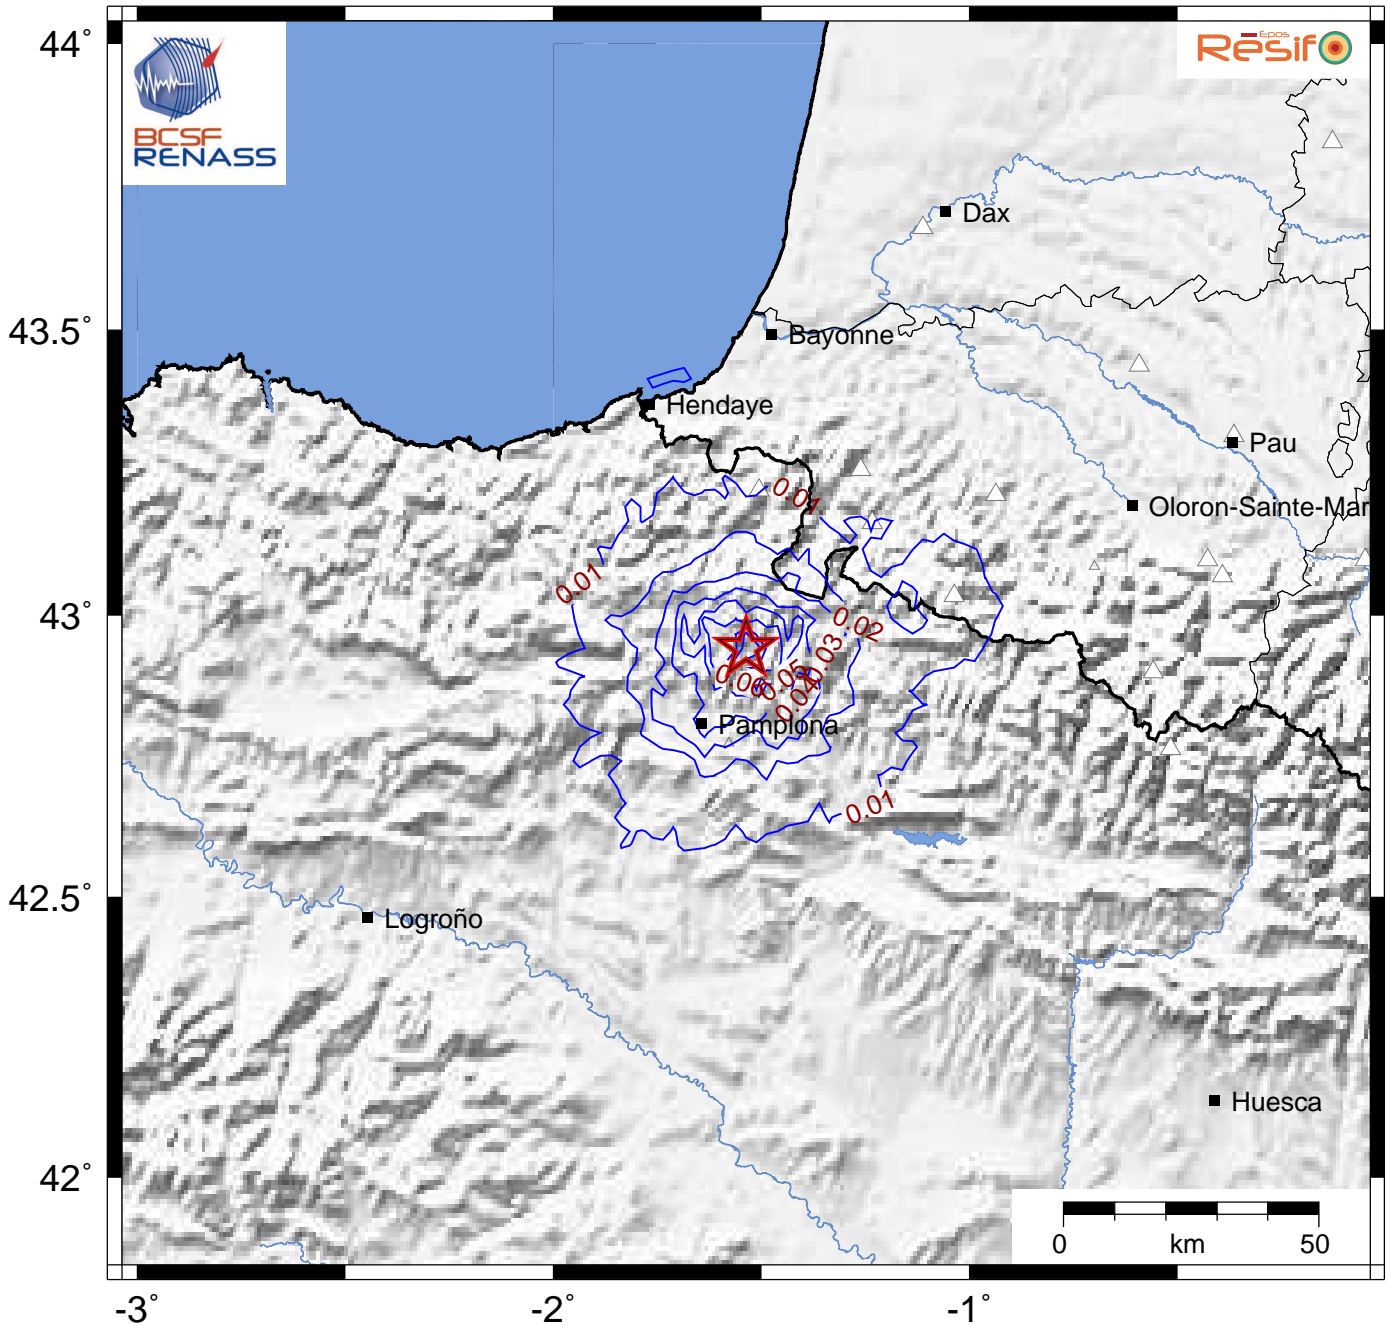 44°
BCSF
RENASS
Epos
Résif
Dax
43.5°
Bayonne
Hendaye
Pau
0.01
Oloron-Sainte-Mar
0.01
43°
0.02
0.03
0.06
0.05
0.04
Pamplona
0.01
42.5°
Logroño
Huesca
42°
0 km 50
-3° -2° -1°